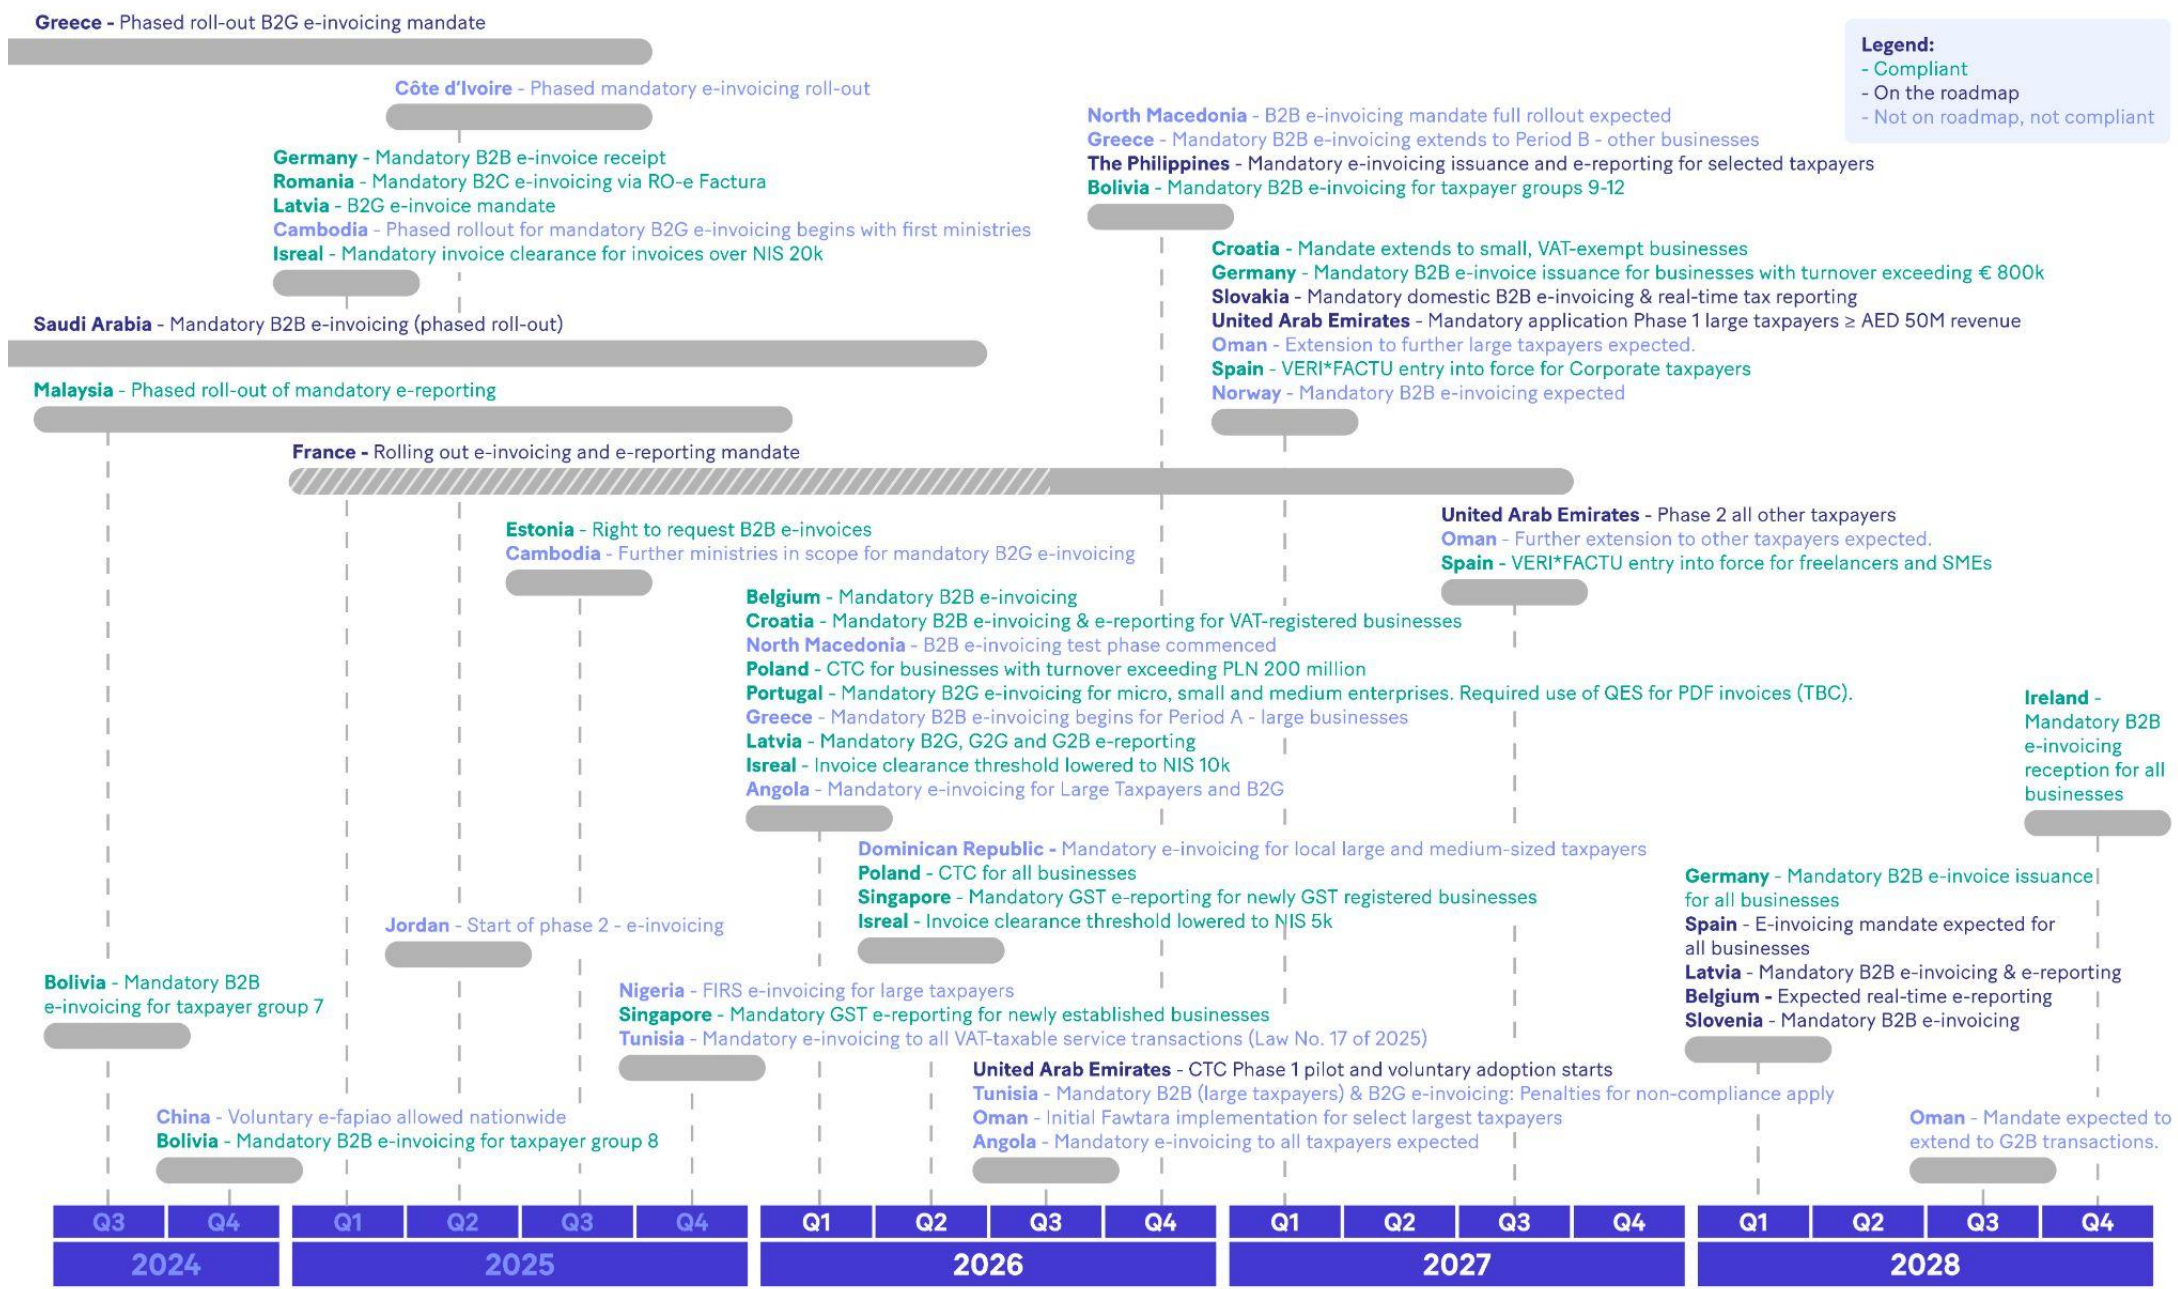 Greece - Phased roll-out B2G e-invoicing mandate
Legend:
- Compliant
- On the roadmap
- Not on roadmap, not compliant
Côte d'Ivoire - Phased mandatory e-invoicing roll-out
North Macedonia - B2B e-invoicing mandate full rollout expected
Greece - Mandatory B2B e-invoicing extends to Period B - other businesses
The Philippines - Mandatory e-invoicing issuance and e-reporting for selected taxpayers
Bolivia - Mandatory B2B e-invoicing for taxpayer groups 9-12
Germany - Mandatory B2B e-invoice receipt
Romania - Mandatory B2C e-invoicing via RO-e Factura
Latvia - B2G e-invoice mandate
Cambodia - Phased rollout for mandatory B2G e-invoicing begins with first ministries
Isreal - Mandatory invoice clearance for invoices over NIS 20k
Croatia - Mandate extends to small, VAT-exempt businesses
Germany - Mandatory B2B e-invoice issuance for businesses with turnover exceeding € 800k
Slovakia - Mandatory domestic B2B e-invoicing & real-time tax reporting
United Arab Emirates - Mandatory application Phase 1 large taxpayers ≥ AED 50M revenue
Oman - Extension to further large taxpayers expected.
Spain - VERI*FACTU entry into force for Corporate taxpayers
Norway - Mandatory B2B e-invoicing expected
Saudi Arabia - Mandatory B2B e-invoicing (phased roll-out)
Malaysia - Phased roll-out of mandatory e-reporting
France - Rolling out e-invoicing and e-reporting mandate
Estonia - Right to request B2B e-invoices
Cambodia - Further ministries in scope for mandatory B2G e-invoicing
United Arab Emirates - Phase 2 all other taxpayers
Oman - Further extension to other taxpayers expected.
Spain - VERI*FACTU entry into force for freelancers and SMEs
Belgium - Mandatory B2B e-invoicing
Croatia - Mandatory B2B e-invoicing & e-reporting for VAT-registered businesses
North Macedonia - B2B e-invoicing test phase commenced
Poland - CTC for businesses with turnover exceeding PLN 200 million
Portugal - Mandatory B2G e-invoicing for micro, small and medium enterprises. Required use of QES for PDF invoices (TBC).
Greece - Mandatory B2B e-invoicing begins for Period A - large businesses
Latvia - Mandatory B2G, G2G and G2B e-reporting
Isreal - Invoice clearance threshold lowered to NIS 10k
Angola - Mandatory e-invoicing for Large Taxpayers and B2G
Ireland -
Mandatory B2B
e-invoicing
reception for all
businesses
Dominican Republic - Mandatory e-invoicing for local large and medium-sized taxpayers
Poland - CTC for all businesses
Singapore - Mandatory GST e-reporting for newly GST registered businesses
Isreal - Invoice clearance threshold lowered to NIS 5k
Germany - Mandatory B2B e-invoice issuance
for all businesses
Spain - E-invoicing mandate expected for
all businesses
Latvia - Mandatory B2B e-invoicing & e-reporting
Belgium - Expected real-time e-reporting
Slovenia - Mandatory B2B e-invoicing
Jordan - Start of phase 2 - e-invoicing
Bolivia - Mandatory B2B
e-invoicing for taxpayer group 7
Nigeria - FIRS e-invoicing for large taxpayers
Singapore - Mandatory GST e-reporting for newly established businesses
Tunisia - Mandatory e-invoicing to all VAT-taxable service transactions (Law No. 17 of 2025)
United Arab Emirates - CTC Phase 1 pilot and voluntary adoption starts
Tunisia - Mandatory B2B (large taxpayers) & B2G e-invoicing: Penalties for non-compliance apply
Oman - Initial Fawtara implementation for select largest taxpayers
Angola - Mandatory e-invoicing to all taxpayers expected
China - Voluntary e-fapiao allowed nationwide
Bolivia - Mandatory B2B e-invoicing for taxpayer group 8
Oman - Mandate expected to
extend to G2B transactions.
Q3 Q4 Q1 Q2 Q3 Q4 Q1 Q2 Q3 Q4 Q1 Q2 Q3 Q4 Q1 Q2 Q3 Q4
2024 2025 2026 2027 2028